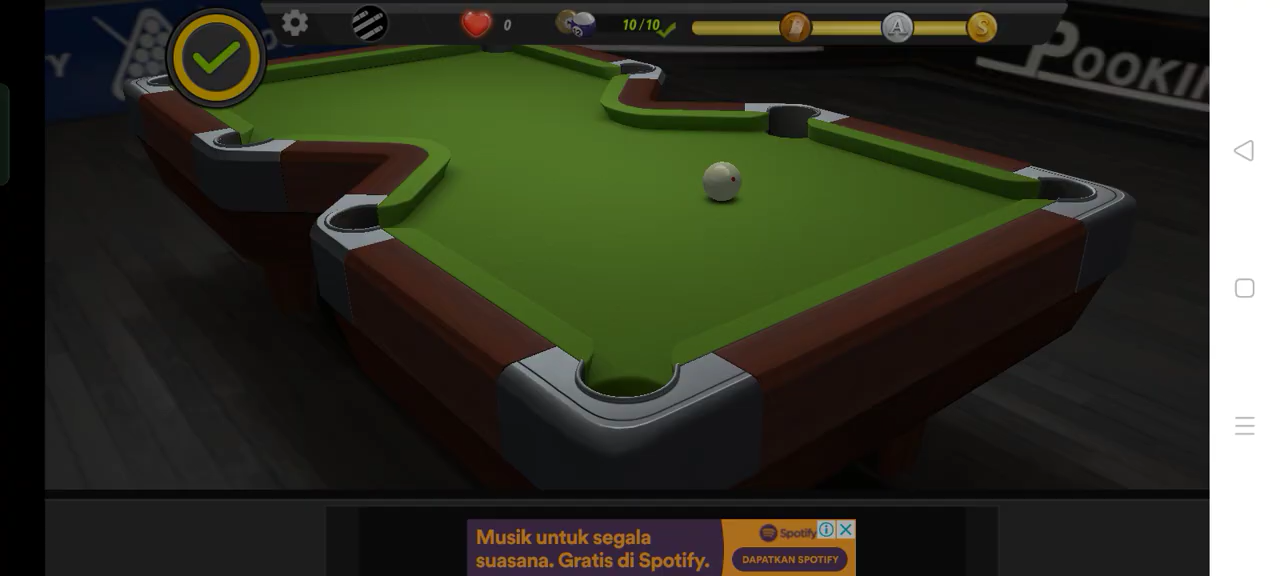 0
10/10
A
S
Y
POOKIN
Musik untuk segala
suasana. Gratis di Spotify.
Spotify
DAPATKAN SPOTIFY